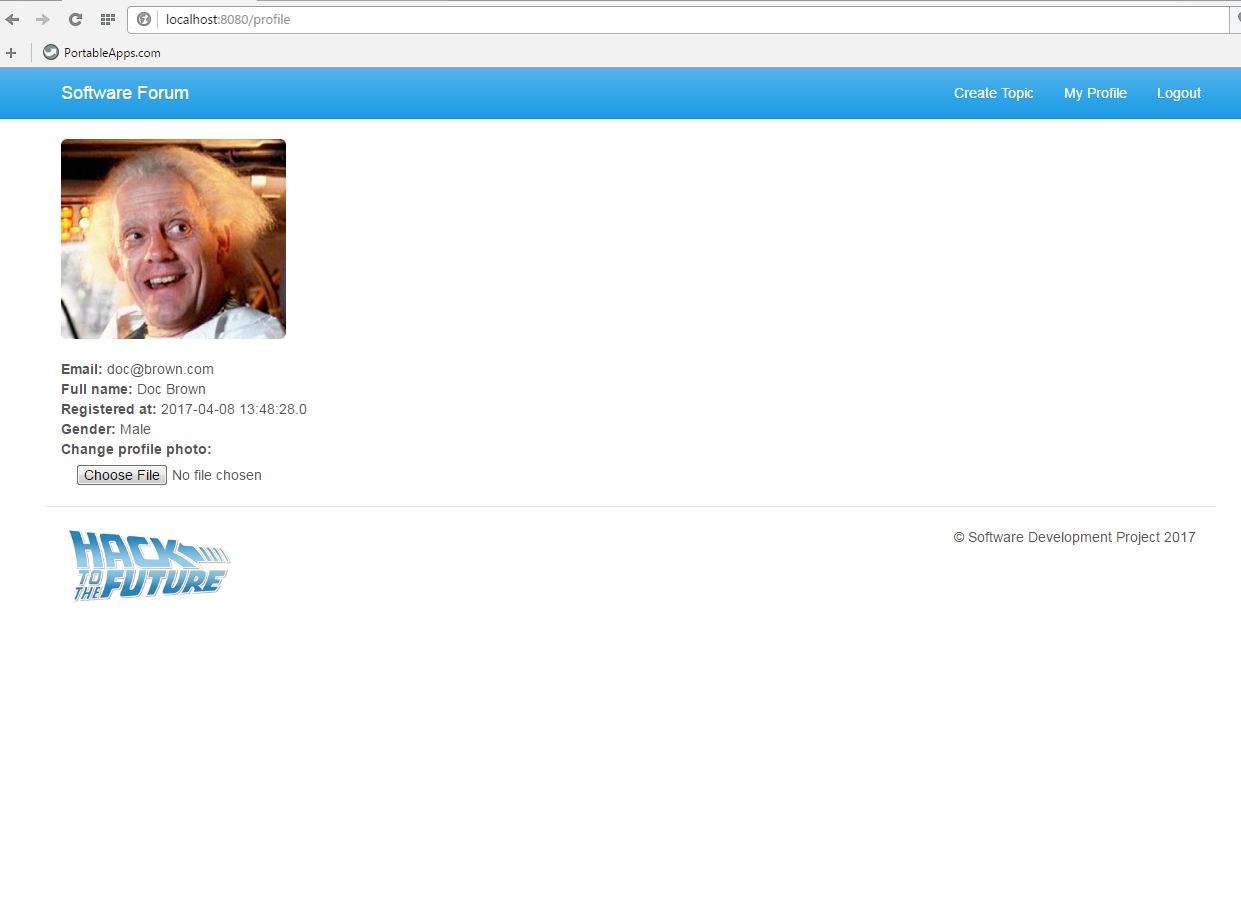 localhost:8080/profile
PortableApps.com
Software Forum
Create Topic
My Profile
Logout
Email: doc@brown.com
Full name: Doc Brown
Registered at: 2017-04-08 13:48:28.0
Gender: Male
Change profile photo:
Choose File No file chosen
HACK
TO THE FUTURE
© Software Development Project 2017